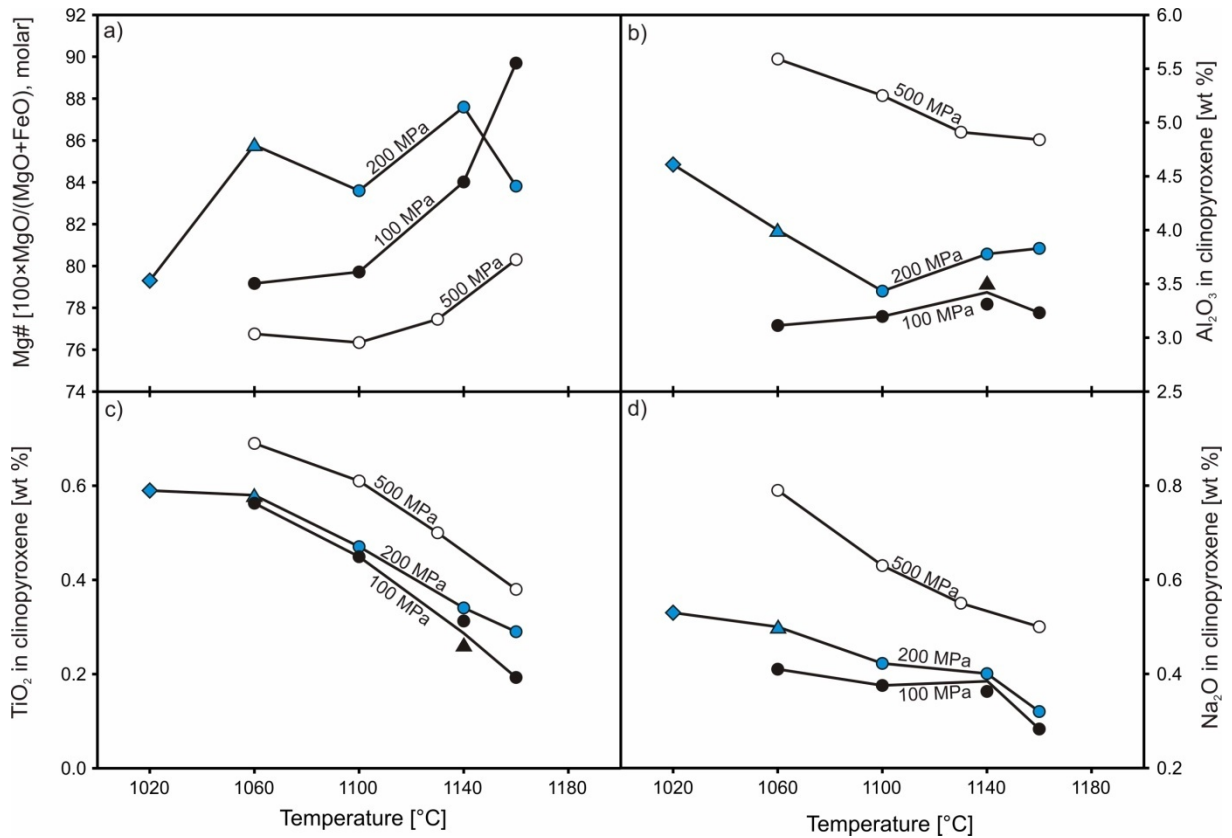 a)
Mg# [100×MgO/(MgO+FeO), molar]
92
90
88
86
84
82
80
78
76
74
200 MPa
100 MPa
500 MPa
b)
Al₂O₃ in clinopyroxene [wt %]
6.0
5.5
5.0
4.5
4.0
3.5
3.0
2.5
500 MPa
200 MPa
100 MPa
c)
TiO₂ in clinopyroxene [wt %]
0.6
0.4
0.2
0.0
500 MPa
200 MPa
100 MPa
1020 1060 1100 1140 1180
Temperature [°C]
d)
Na₂O in clinopyroxene [wt %]
0.8
0.6
0.4
0.2
500 MPa
200 MPa
100 MPa
1020 1060 1100 1140 1180
Temperature [°C]